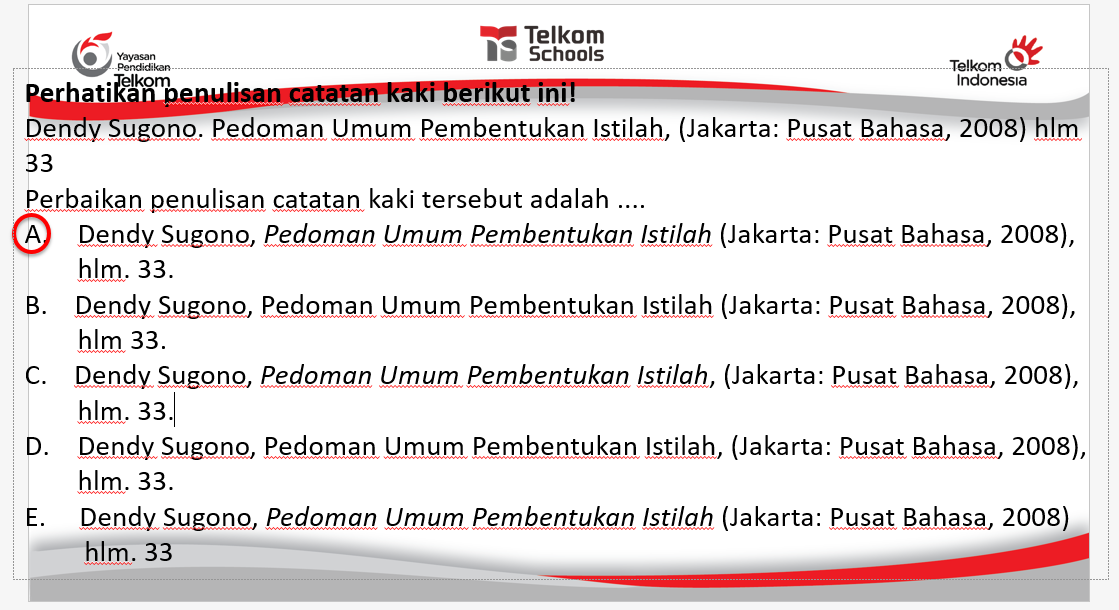 Yayasan
Pendidikan
Telkom
Telkom
Schools
Telkom
Indonesia
Perhatikan penulisan catatan kaki berikut ini!
Dendy Sugono. Pedoman Umum Pembentukan Istilah, (Jakarta: Pusat Bahasa, 2008) hlm
33
Perbaikan penulisan catatan kaki tersebut adalah ....
A. Dendy Sugono, Pedoman Umum Pembentukan Istilah (Jakarta: Pusat Bahasa, 2008),
hlm. 33.
B. Dendy Sugono, Pedoman Umum Pembentukan Istilah (Jakarta: Pusat Bahasa, 2008),
hlm 33.
C. Dendy Sugono, Pedoman Umum Pembentukan Istilah, (Jakarta: Pusat Bahasa, 2008),
hlm. 33.
D. Dendy Sugono, Pedoman Umum Pembentukan Istilah, (Jakarta: Pusat Bahasa, 2008),
hlm. 33.
E. Dendy Sugono, Pedoman Umum Pembentukan Istilah (Jakarta: Pusat Bahasa, 2008)
hlm. 33